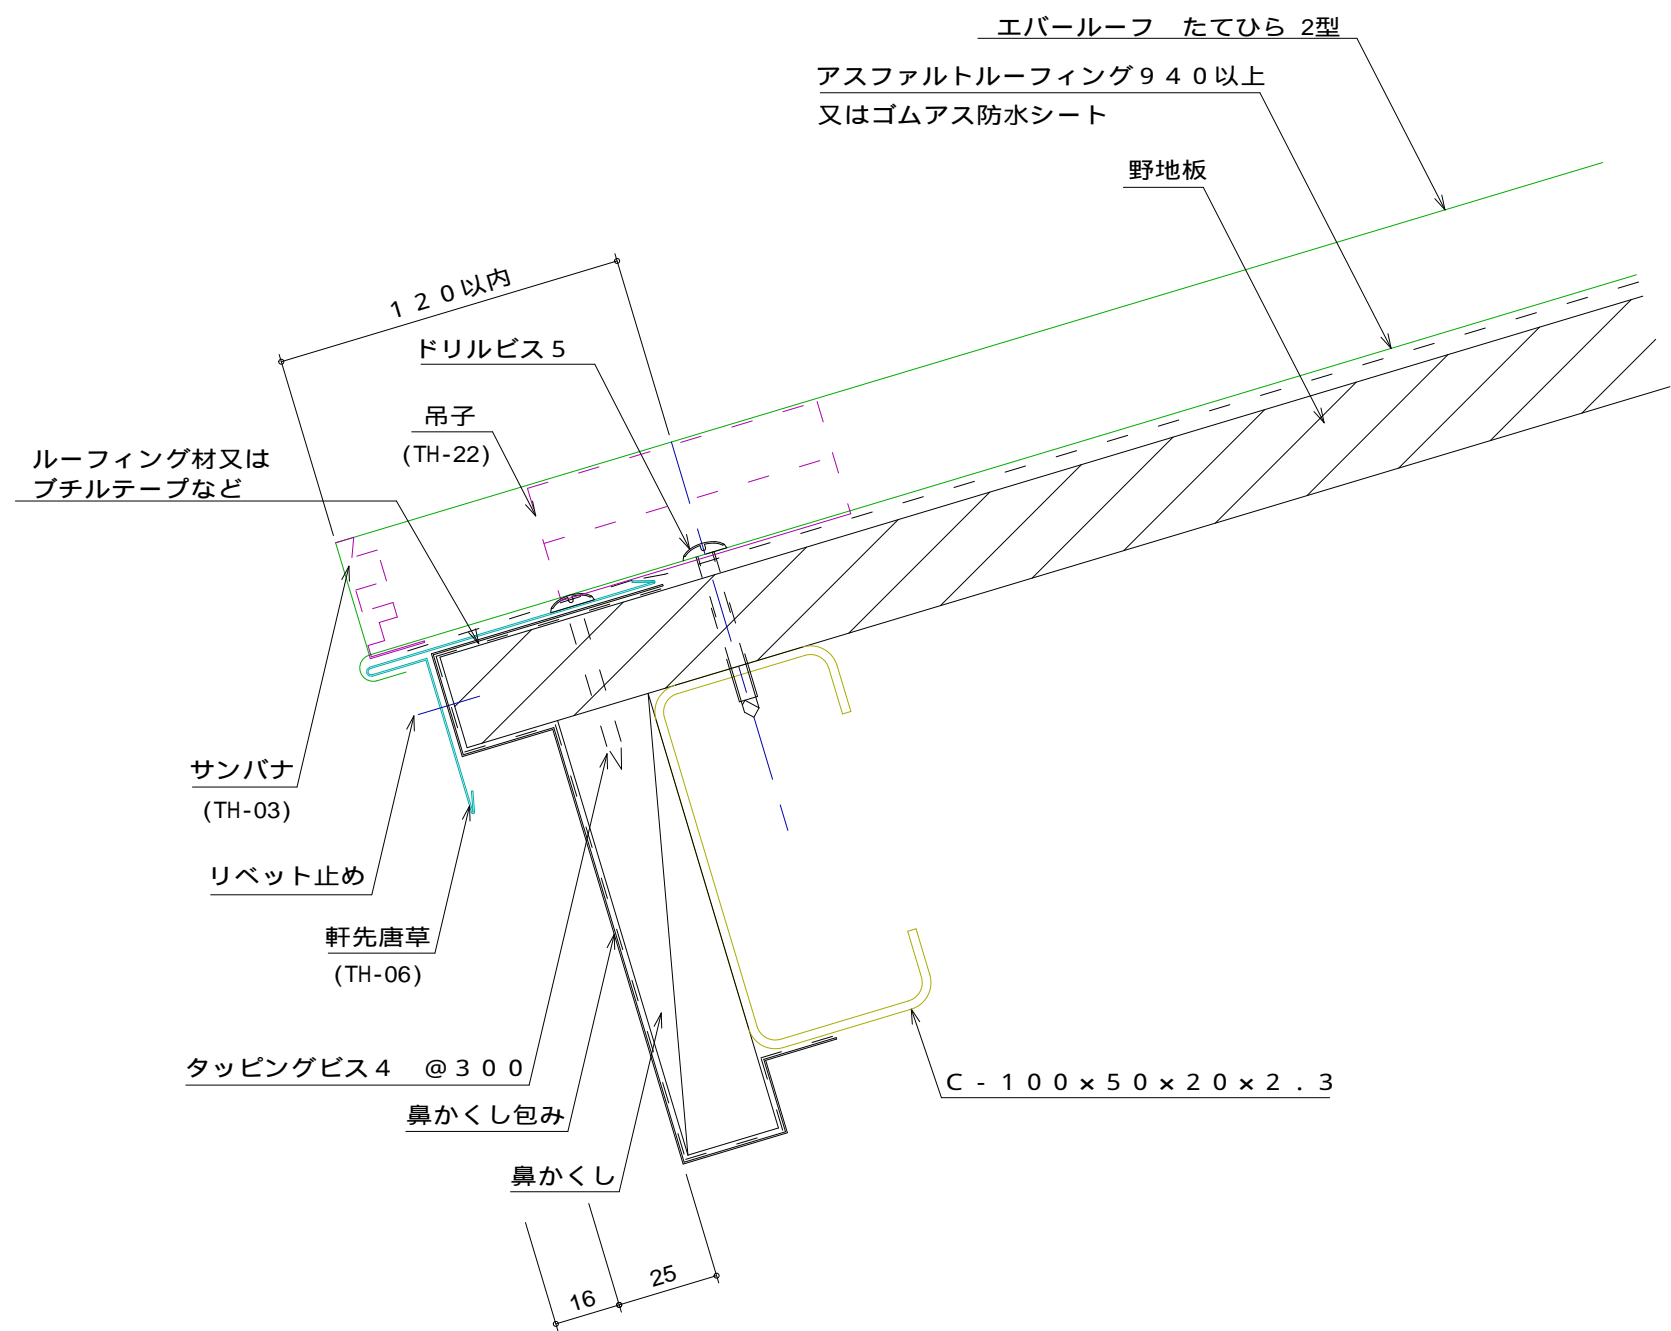 エバールーフ　たてひら 2型
アスファルトルーフィング９４０以上
又はゴムアス防水シート
野地板
１２０以内
ドリルビス５
吊子
(TH-22)
ルーフィング材又は
ブチルテープなど
サンバナ
(TH-03)
リベット止め
軒先唐草
(TH-06)
タッピングビス４　＠３００
鼻かくし包み
鼻かくし
Ｃ－１００×５０×２０×２．３
16
25